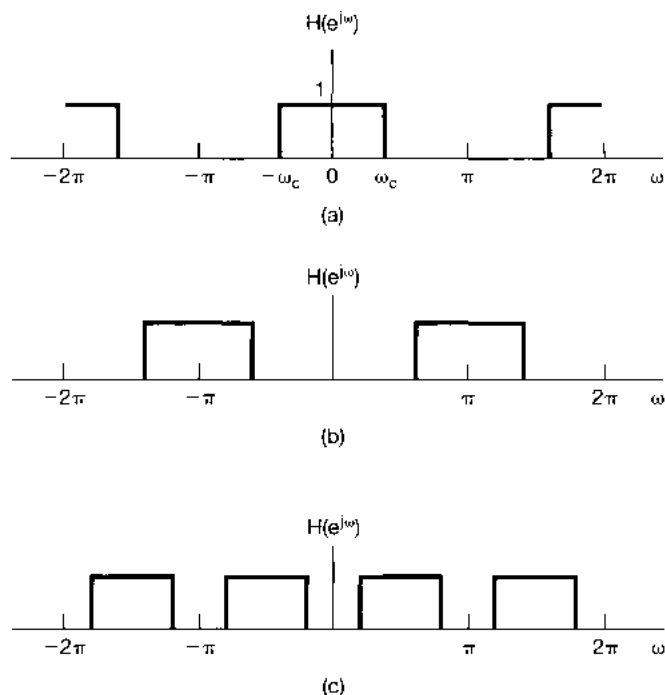 H(e^{jω})
1
−2π −π −ω_c 0 ω_c π 2π ω
(a)
H(e^{jω})
−2π −π π 2π ω
(b)
H(e^{jω})
−2π −π π 2π ω
(c)